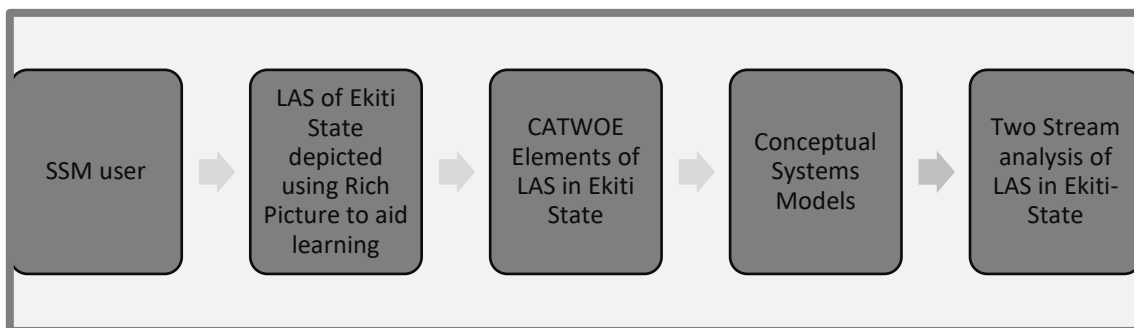 SSM user
LAS of Ekiti
State
depicted
using Rich
Picture to aid
learning
CATWOE
Elements of
LAS in Ekiti
State
Conceptual
Systems
Models
Two Stream
analysis of
LAS in Ekiti-
State